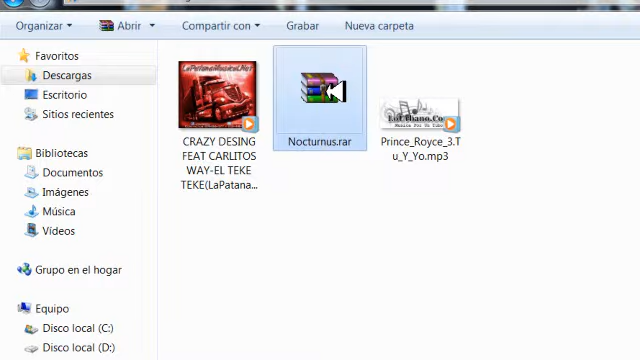 Organizar
Abrir
Compartir con
Grabar
Nueva carpeta
Favoritos
Descargas
Escritorio
Sitios recientes
Bibliotecas
Documentos
Imágenes
Música
Vídeos
Grupo en el hogar
Equipo
Disco local (C:)
Disco local (D:)
LaPatanaMusical.Net
CRAZY DESING
FEAT CARLITOS
WAY-EL TEKE
TEKE(LaPatana...
Nocturnus.rar
Prince_Royce_3.T
u_Y_Yo.mp3